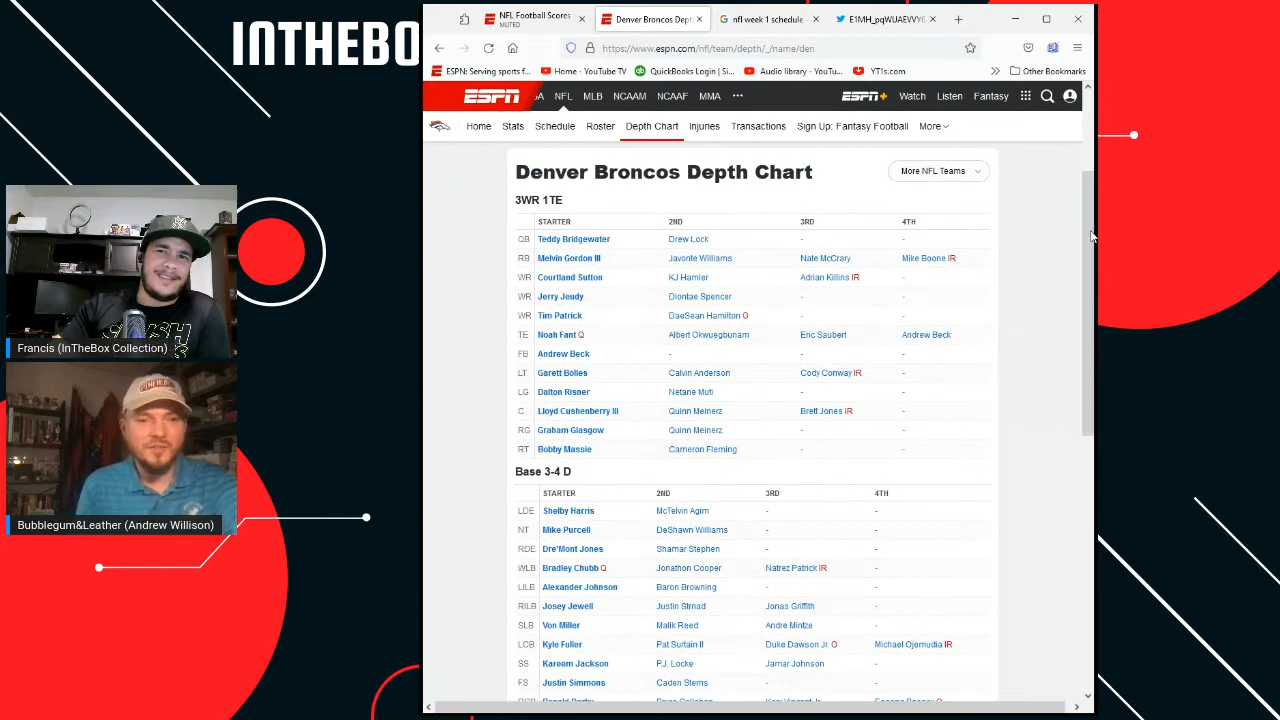 INTHEBO
NFL Football Scores
MUTED
Denver Broncos Dept
nfl week 1 schedule -
https://www.espn.com/nfl/team/depth/_/name/den
ESPN: Serving sports f...
Home - YouTube TV
QuickBooks Login | Si...
Audio library - YouTu...
YT1s.com
Other Bookmarks
ESPN
NFL
MLB
NCAAM
NCAAF
MMA
ESPN+
Watch
Listen
Fantasy
Home
Stats
Schedule
Roster
Depth Chart
Injuries
Transactions
Sign Up: Fantasy Football
More
Denver Broncos Depth Chart
More NFL Teams
3WR 1TE
STARTER 2ND 3RD 4TH
QB Teddy Bridgewater Drew Lock - -
RB Melvin Gordon III Javonte Williams Nate McCrary Mike Boone IR
WR Courtland Sutton KJ Hamler Adrian Killins IR -
WR Jerry Jeudy Diontae Spencer - -
WR Tim Patrick DaeSean Hamilton O - -
TE Noah Fant Q Albert Okwuegbunam Eric Saubert Andrew Beck
FB Andrew Beck - - -
LT Garett Bolles Calvin Anderson Cody Conway IR -
LG Dalton Risner Netane Muti - -
C Lloyd Cushenberry III Quinn Meinerz Brett Jones IR -
RG Graham Glasgow Quinn Meinerz - -
RT Bobby Massie Cameron Fleming - -
Base 3-4 D
STARTER 2ND 3RD 4TH
LDE Shelby Harris McTelvin Agim - -
NT Mike Purcell DeShawn Williams - -
RDE Dre'Mont Jones Shamar Stephen - -
WLB Bradley Chubb Q Jonathon Cooper Natrez Patrick IR -
LILB Alexander Johnson Baron Browning - -
RILB Josey Jewell Justin Strnad Jonas Griffith -
SLB Von Miller Malik Reed Andre Mintze -
LCB Kyle Fuller Pat Surtain II Duke Dawson Jr. O Michael Ojemudia IR
SS Kareem Jackson P.J. Locke Jamar Johnson -
FS Justin Simmons Caden Sterns - -
Francis (InTheBox Collection)
Bubblegum&Leather (Andrew Willison)